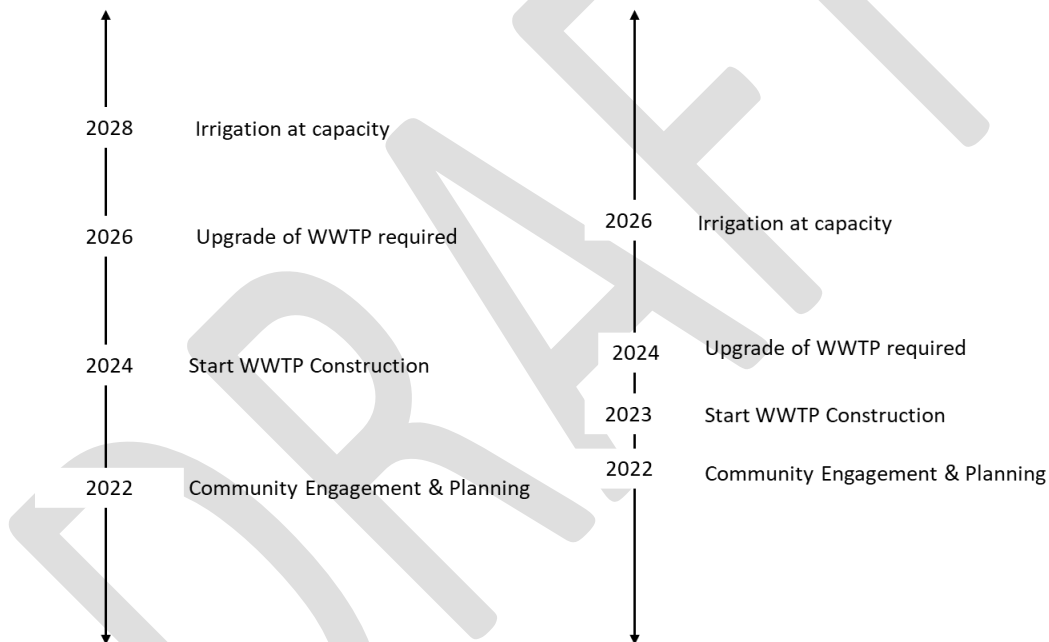 2028 Irrigation at capacity
2026 Upgrade of WWTP required
2024 Start WWTP Construction
2022 Community Engagement & Planning
2026 Irrigation at capacity
2024 Upgrade of WWTP required
2023 Start WWTP Construction
2022 Community Engagement & Planning
DRAFT